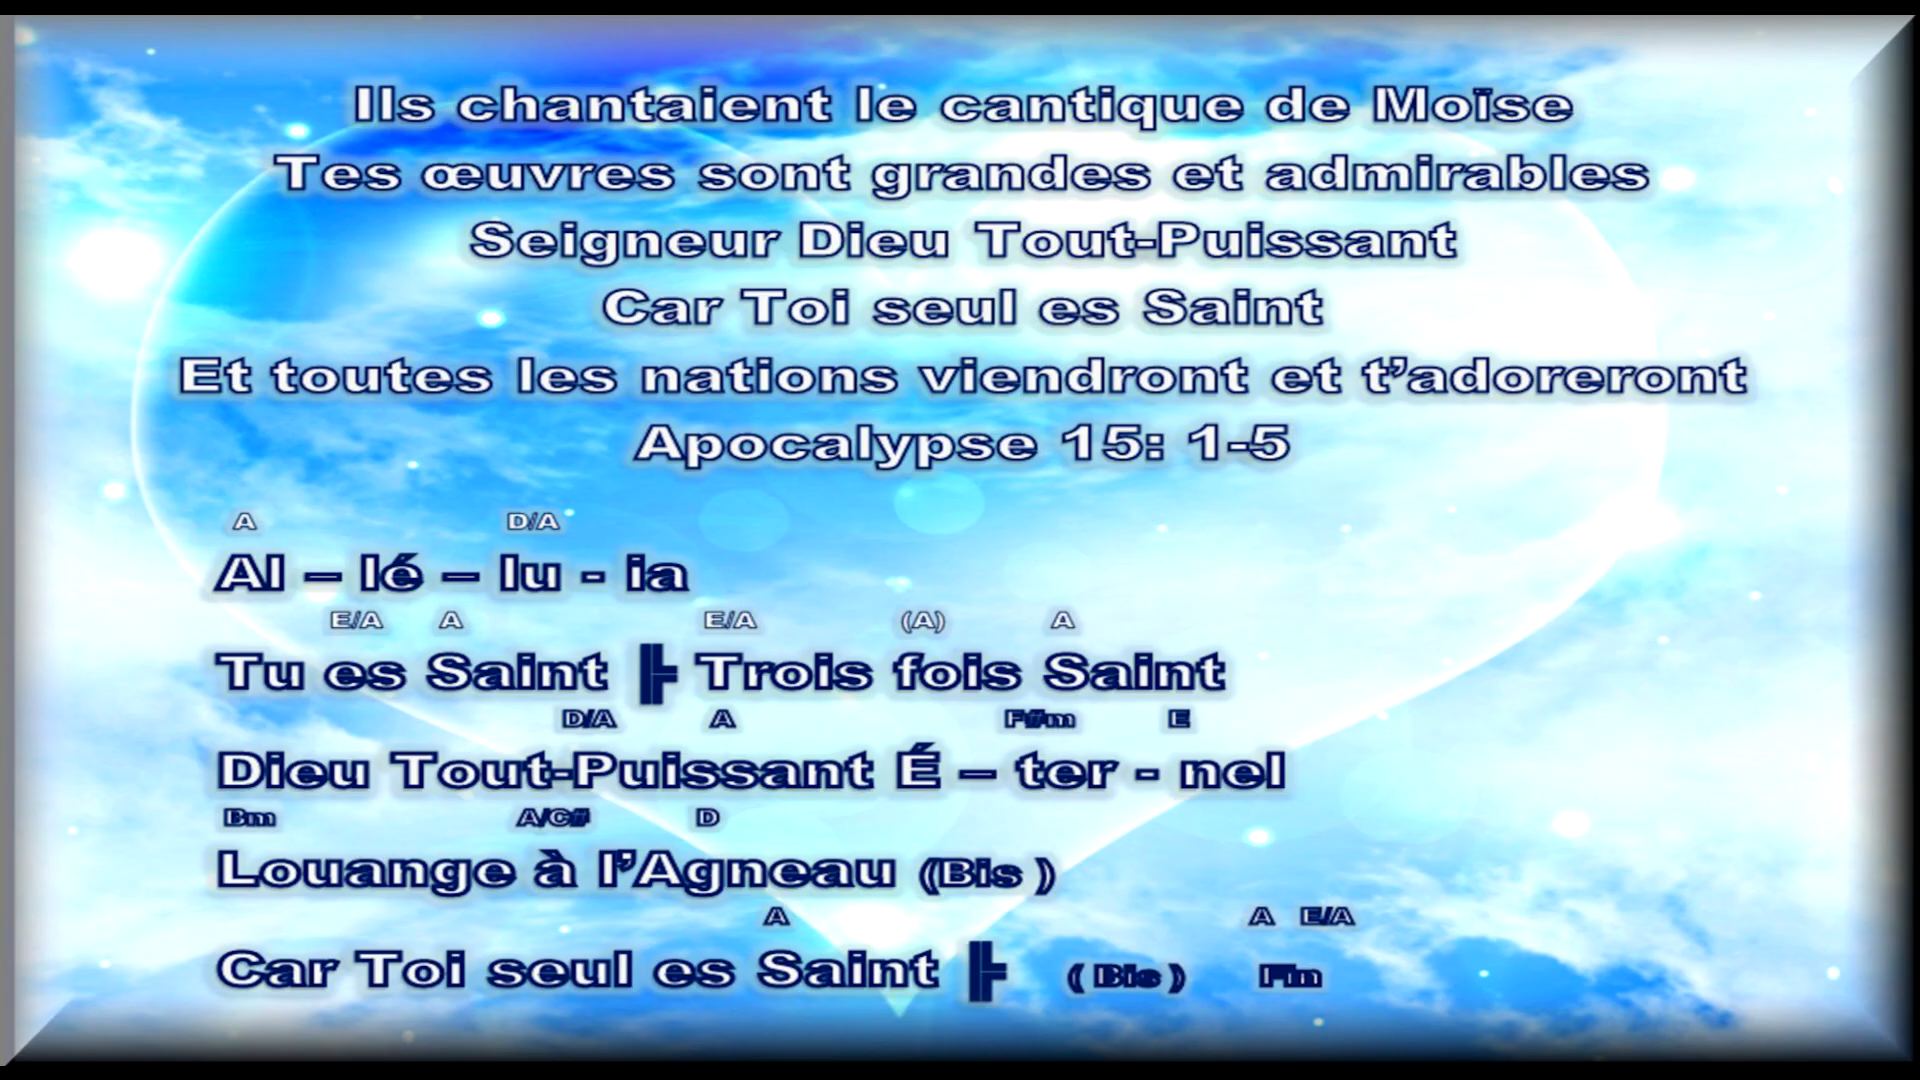 Ils chantaient le cantique de Moïse
Tes œuvres sont grandes et admirables
Seigneur Dieu Tout-Puissant
Car Toi seul es Saint
Et toutes les nations viendront et t’adoreront
Apocalypse 15: 1-5
A D/A
Al – lé – lu - ia
E/A A E/A (A) A
Tu es Saint ╠ Trois fois Saint
D/A A F#m E
Dieu Tout-Puissant É – ter - nel
Bm A/C# D
Louange à l’Agneau (Bis )
A A E/A
Car Toi seul es Saint ╠ ( Bis ) Fin